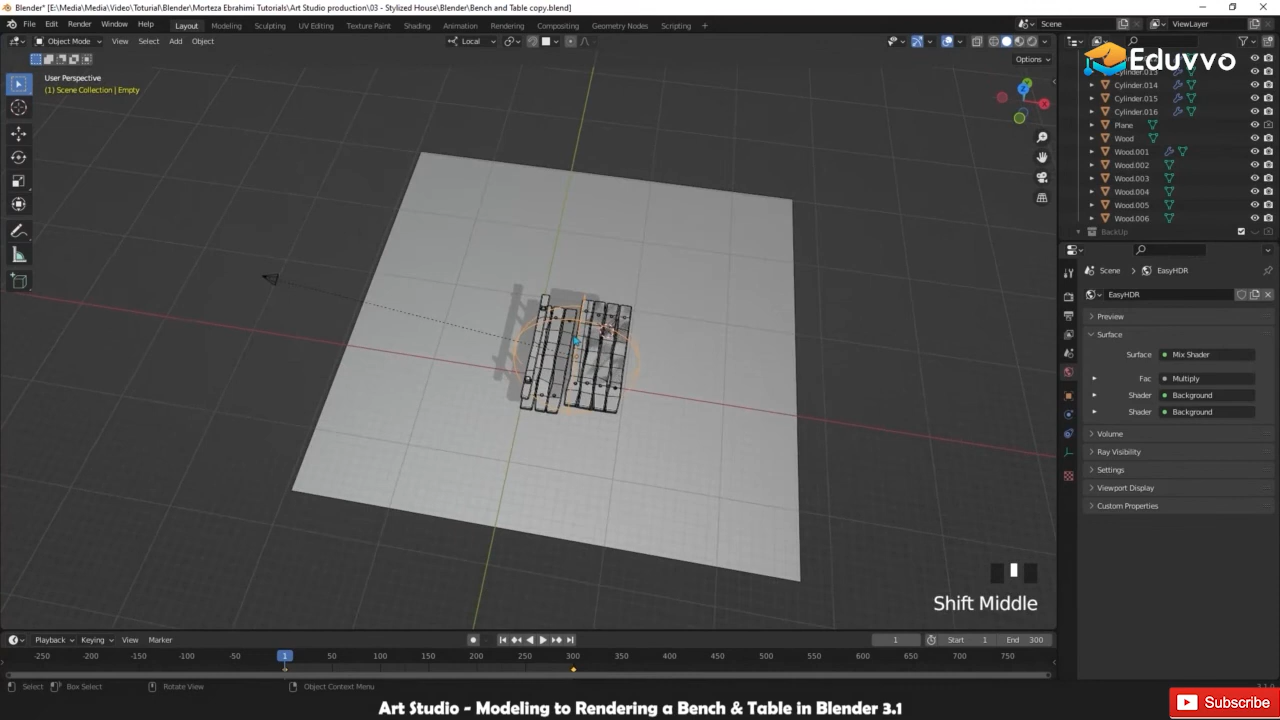 Blender* [E:\Media\Media\Video\Toturial\Blender\Morteza Ebrahimi Tutorials\Art Studio production\03 - Stylized House\Blender\Bench and Table copy.blend]
File Edit Render Window Help Layout Modeling Sculpting UV Editing Texture Paint Shading Animation Rendering Compositing Geometry Nodes Scripting + Scene ViewLayer
Object Mode View Select Add Object Local
Options
Eduvvo
User Perspective
(1) Scene Collection | Empty
Cylinder.013
Cylinder.014
Cylinder.015
Cylinder.016
Plane
Wood
Wood.001
Wood.002
Wood.003
Wood.004
Wood.005
Wood.006
BackUp
Scene EasyHDR
EasyHDR
Preview
Surface
Surface Mix Shader
Fac Multiply
Shader Background
Shader Background
Volume
Ray Visibility
Settings
Viewport Display
Custom Properties
Shift Middle
Playback Keying View Marker 1 Start 1 End 300
-250 -200 -150 -100 -50 1 50 100 150 200 250 300 350 400 450 500 550 600 650 700 750
Select Box Select Rotate View Object Context Menu
Art Studio - Modeling to Rendering a Bench & Table in Blender 3.1
Subscribe